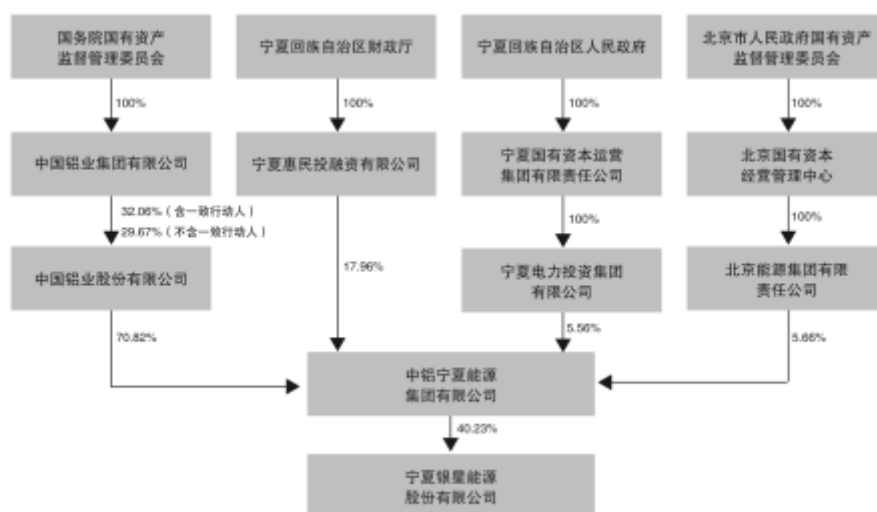 国务院国有资产
监督管理委员会
宁夏回族自治区财政厅
宁夏回族自治区人民政府
北京市人民政府国有资产
监督管理委员会
100%
100%
100%
100%
中国铝业集团有限公司
宁夏惠民投融资有限公司
宁夏国有资本运营
集团有限责任公司
北京国有资本
经营管理中心
32.06%（含一致行动人）
29.67%（不含一致行动人）
17.96%
100%
100%
中国铝业股份有限公司
宁夏电力投资集团
有限公司
北京能源集团有限
责任公司
70.82%
5.56%
5.66%
中铝宁夏能源
集团有限公司
40.23%
宁夏银星能源
股份有限公司